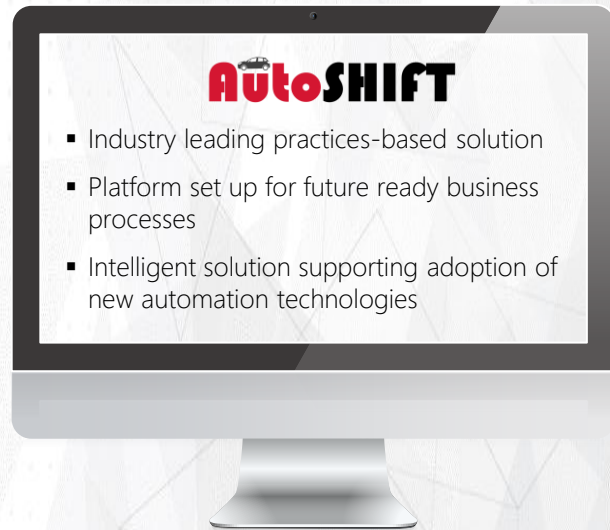 AutoSHIFT
▪ Industry leading practices-based solution
▪ Platform set up for future ready business
processes
▪ Intelligent solution supporting adoption of
new automation technologies